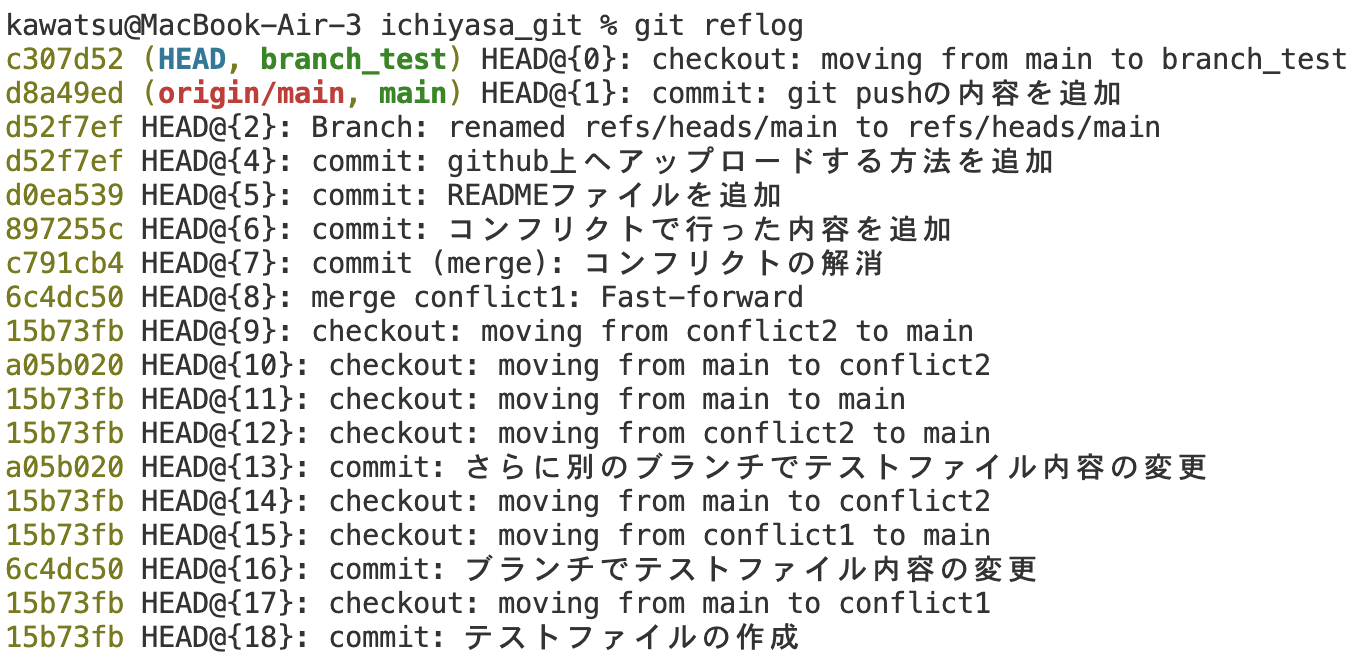 kawatsu@MacBook-Air-3 ichiyasa_git % git reflog
c307d52 (HEAD, branch_test) HEAD@{0}: checkout: moving from main to branch_test
d8a49ed (origin/main, main) HEAD@{1}: commit: git pushの内容を追加
d52f7ef HEAD@{2}: Branch: renamed refs/heads/main to refs/heads/main
d52f7ef HEAD@{4}: commit: github上へアップロードする方法を追加
d0ea539 HEAD@{5}: commit: READMEファイルを追加
897255c HEAD@{6}: commit: コンフリクトで行った内容を追加
c791cb4 HEAD@{7}: commit (merge): コンフリクトの解消
6c4dc50 HEAD@{8}: merge conflict1: Fast-forward
15b73fb HEAD@{9}: checkout: moving from conflict2 to main
a05b020 HEAD@{10}: checkout: moving from main to conflict2
15b73fb HEAD@{11}: checkout: moving from main to main
15b73fb HEAD@{12}: checkout: moving from conflict2 to main
a05b020 HEAD@{13}: commit: さらに別のブランチでテストファイル内容の変更
15b73fb HEAD@{14}: checkout: moving from main to conflict2
15b73fb HEAD@{15}: checkout: moving from conflict1 to main
6c4dc50 HEAD@{16}: commit: ブランチでテストファイル内容の変更
15b73fb HEAD@{17}: checkout: moving from main to conflict1
15b73fb HEAD@{18}: commit: テストファイルの作成